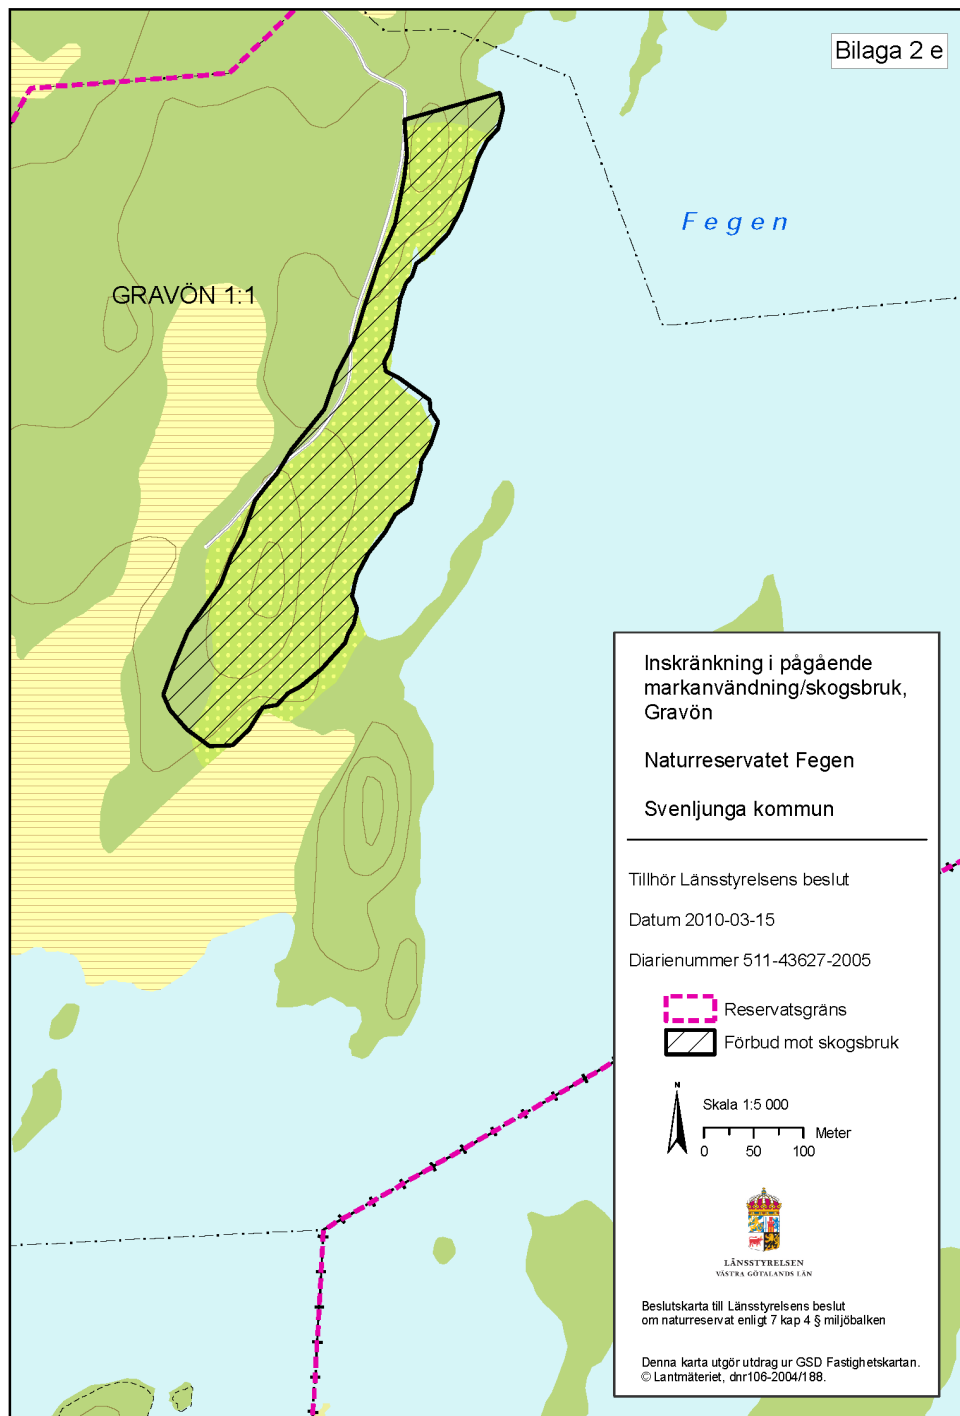 Bilaga 2 e
Fegen
GRAVÖN 1:1
Inskränkning i pågående
markanvändning/skogsbruk,
Gravön
Naturreservatet Fegen
Svenljunga kommun
Tillhör Länsstyrelsens beslut
Datum 2010-03-15
Diarienummer 511-43627-2005
Reservatsgräns
Förbud mot skogsbruk
N
Skala 1:5 000
Meter
0 50 100
LÄNSSTYRELSEN
VÄSTRA GÖTALANDS LÄN
Beslutskarta till Länsstyrelsens beslut
om naturreservat enligt 7 kap 4 § miljöbalken
Denna karta utgör utdrag ur GSD Fastighetskartan.
© Lantmäteriet, dnr106-2004/188.